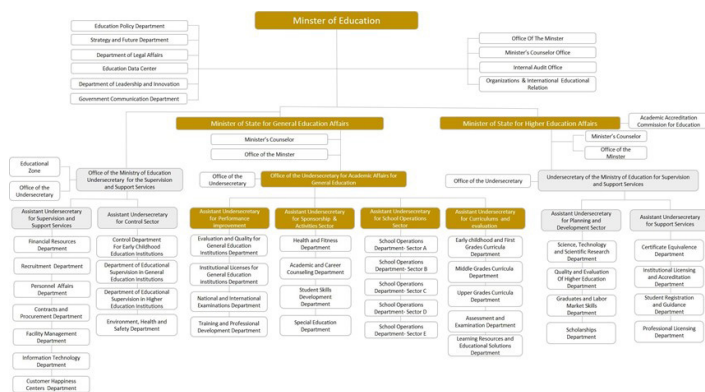 Minster of Education
Education Policy Department
Strategy and Future Department
Department of Legal Affairs
Education Data Center
Department of Leadership and Innovation
Government Communication Department
Office Of The Minster
Minister's Counselor Office
Internal Audit Office
Organizations & International Educational
Relation
Minister of State for General Education Affairs
Minister's Counselor
Office of the Minster
Minister of State for Higher Education Affairs
Academic Accreditation
Commission for Education
Minister's Counselor
Office of the
Minster
Educational
Zone
Office of the
Undersecretary
Office of the Ministry of Education
Undersecretary for the Supervision
and Support Services
Office of the
Undersecretary
Office of the Undersecretary for Academic Affairs for
General Education
Office of the Undersecretary
Undersecretary of the Ministry of Education for Supervision
and Support Services
Assistant Undersecretary
for Supervision and
Support Services
Financial Resources
Department
Recruitment Department
Personnel Affairs
Department
Contracts and
Procurement Department
Facility Management
Department
Information Technology
Department
Customer Happiness
Centers Department
Assistant Undersecretary
for Control Sector
Control Department
For Early Childhood
Education Institutions
Department of Educational
Supervision in General
Education Institutions
Department of Educational
Supervision in Higher
Education Institutions
Environment, Health and
Safety Department
Assistant Undersecretary
for Performance
improvement
Evaluation and Quality for
General Education
Institutions Department
Institutional Licenses for
General Education
Institutions Department
National and International
Examinations Department
Training and Professional
Development Department
Assistant Undersecretary
for Sponsorship &
Activities Sector
Health and Fitness
Department
Academic and Career
Counseling Department
Student Skills
Development
Department
Special Education
Department
Assistant Undersecretary
for School Operations
Sector
School Operations
Department- Sector A
School Operations
Department- Sector B
School Operations
Department- Sector C
School Operations
Department- Sector D
School Operations
Department- Sector E
Assistant Undersecretary
for Curriculums and
evaluation
Early childhood and First
Grades Curricula
Department
Middle Grades Curricula
Department
Upper Grades Curricula
Department
Assessment and
Examination Department
Learning Resources and
Educational Solutions
Department
Assistant Undersecretary
for Planning and
Development Sector
Science, Technology
and Scientific Research
Department
Quality and Evaluation
Of Higher Education
Department
Graduates and Labor
Market Skills
Department
Scholarships
Department
Assistant Undersecretary
for Support Services
Certificate Equivalence
Department
Institutional Licensing
and Accreditation
Department
Student Registration
and Guidance
Department
Professional Licensing
Department